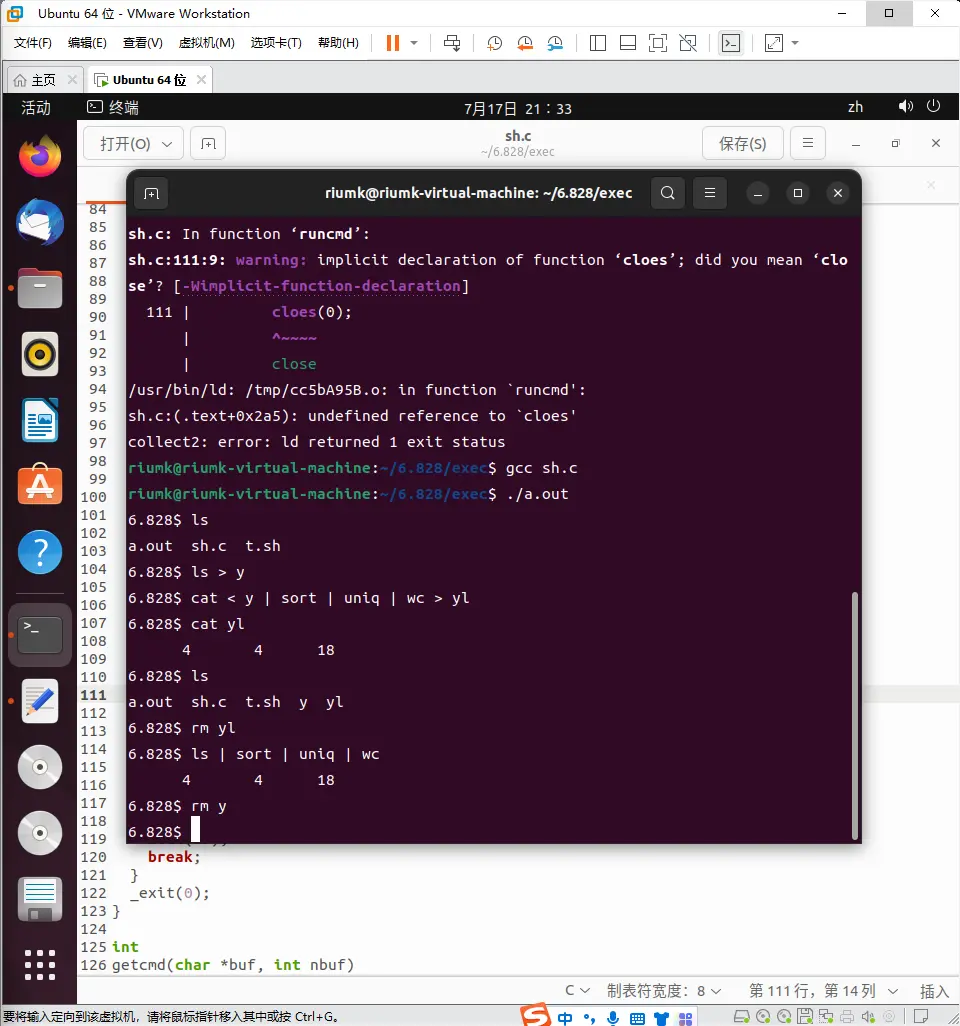 Ubuntu 64 位 - VMware Workstation
文件(F) 编辑(E) 查看(V) 虚拟机(M) 选项卡(T) 帮助(H)
主页 Ubuntu 64 位
活动 终端 7月17日 21：33 zh
打开(O) sh.c 保存(S)
~/6.828/exec
riumk@riumk-virtual-machine: ~/6.828/exec
84
85
86
87
88
89
90
91
92
93
94
95
96
97
98
99
100
101
102
103
104
105
106
107
108
109
110
111
112
113
114
115
116
117
118
119
sh.c: In function ‘runcmd’:
sh.c:111:9: warning: implicit declaration of function ‘cloes’; did you mean ‘clo
se’? [-Wimplicit-function-declaration]
111 | cloes(0);
| ^~~~~
| close
/usr/bin/ld: /tmp/cc5bA95B.o: in function `runcmd':
sh.c:(.text+0x2a5): undefined reference to `cloes'
collect2: error: ld returned 1 exit status
riumk@riumk-virtual-machine:~/6.828/exec$ gcc sh.c
riumk@riumk-virtual-machine:~/6.828/exec$ ./a.out
6.828$ ls
a.out sh.c t.sh
6.828$ ls > y
6.828$ cat < y | sort | uniq | wc > yl
6.828$ cat yl
4 4 18
6.828$ ls
a.out sh.c t.sh y yl
6.828$ rm yl
6.828$ ls | sort | uniq | wc
4 4 18
6.828$ rm y
6.828$
120 break;
121 }
122 _exit(0);
123 }
124
125 int
126 getcmd(char *buf, int nbuf)
C 制表符宽度：8 第 111 行，第 14 列 插入
要将输入定向到该虚拟机，请将鼠标指针移入其中或按 Ctrl+G。
中